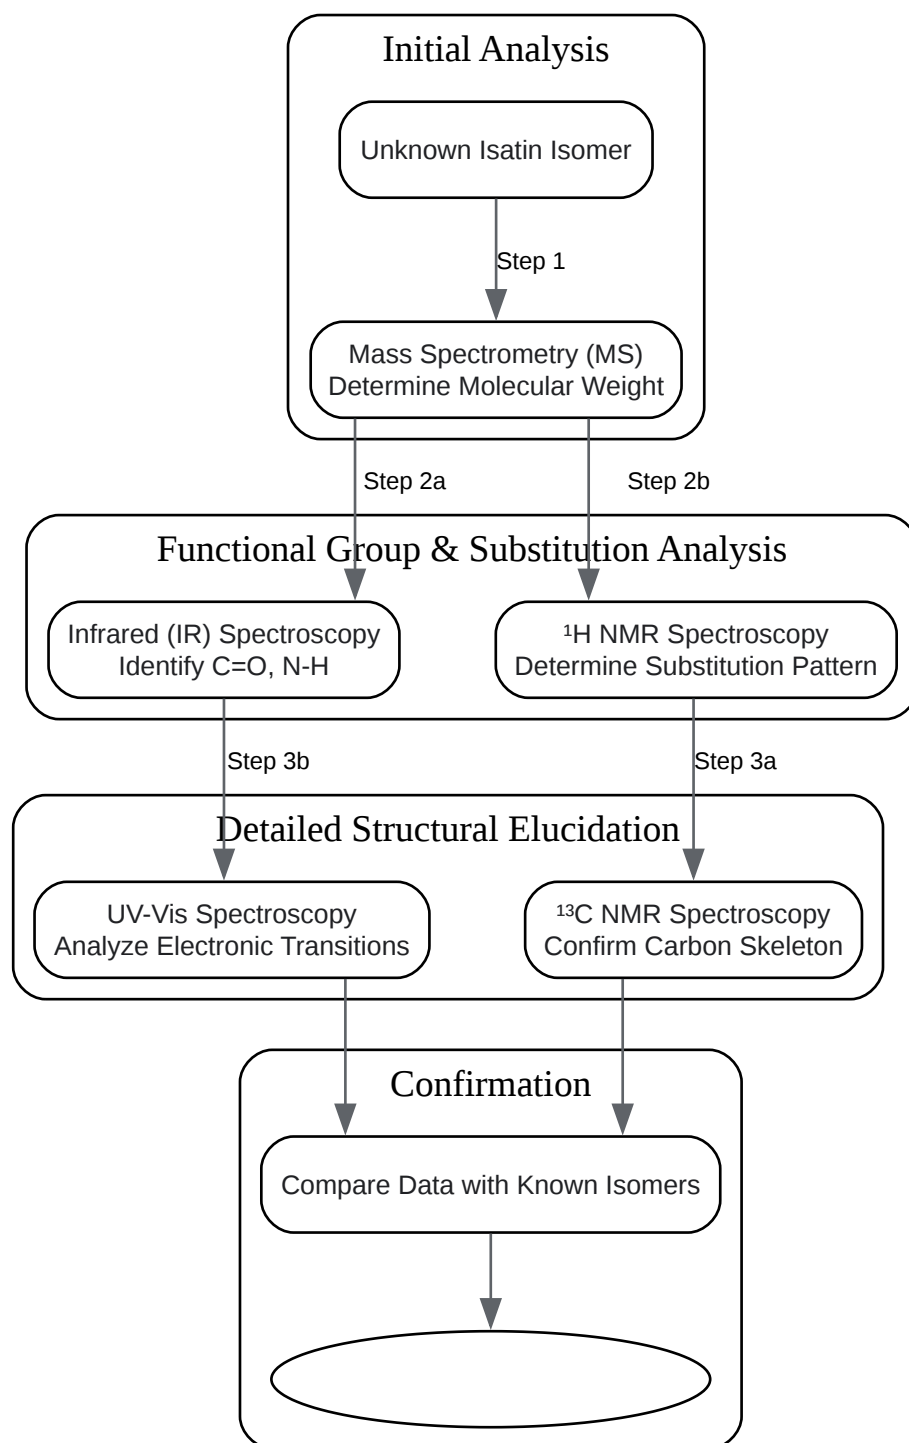 Initial Analysis
Unknown Isatin Isomer
Step 1
Mass Spectrometry (MS)
Determine Molecular Weight
Step 2a
Step 2b
Functional Group & Substitution Analysis
Infrared (IR) Spectroscopy
Identify C=O, N-H
¹H NMR Spectroscopy
Determine Substitution Pattern
Step 3b
Step 3a
Detailed Structural Elucidation
UV-Vis Spectroscopy
Analyze Electronic Transitions
¹³C NMR Spectroscopy
Confirm Carbon Skeleton
Confirmation
Compare Data with Known Isomers